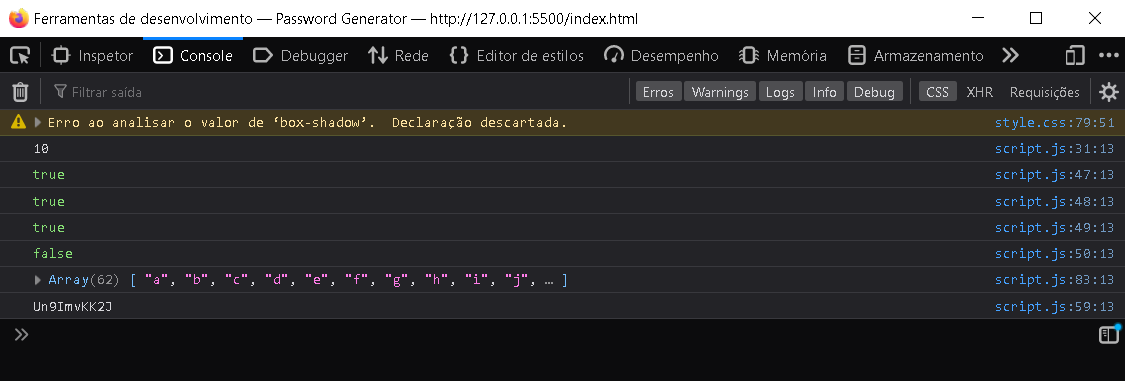 Ferramentas de desenvolvimento — Password Generator — http://127.0.0.1:5500/index.html
Inspetor Console Debugger Rede Editor de estilos Desempenho Memória Armazenamento
Filtrar saída Erros Warnings Logs Info Debug CSS XHR Requisições
Erro ao analisar o valor de ‘box-shadow’. Declaração descartada. style.css:79:51
10 script.js:31:13
true script.js:47:13
true script.js:48:13
true script.js:49:13
false script.js:50:13
Array(62) [ "a", "b", "c", "d", "e", "f", "g", "h", "i", "j", … ] script.js:83:13
Un9ImvKK2J script.js:59:13